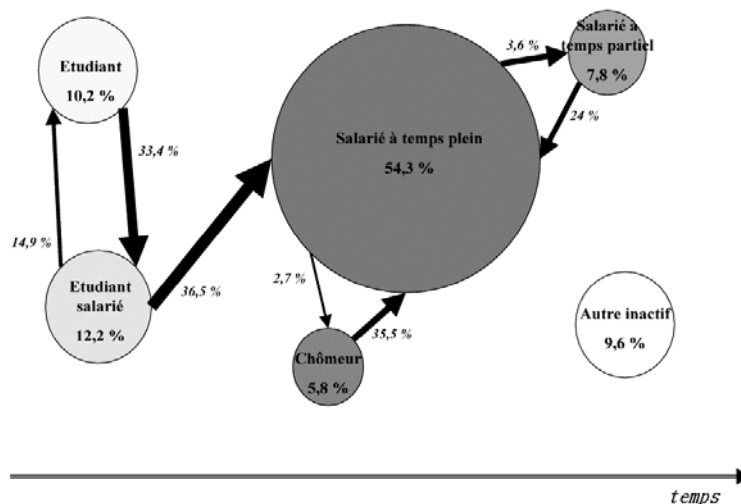 Etudiant
10,2 %
33,4 %
14,9 %
Etudiant
salarié
12,2 %
36,5 %
Salarié à temps plein
54,3 %
3,6 %
Salarié à
temps partiel
7,8 %
24 %
2,7 %
35,5 %
Chômeur
5,8 %
Autre inactif
9,6 %
temps